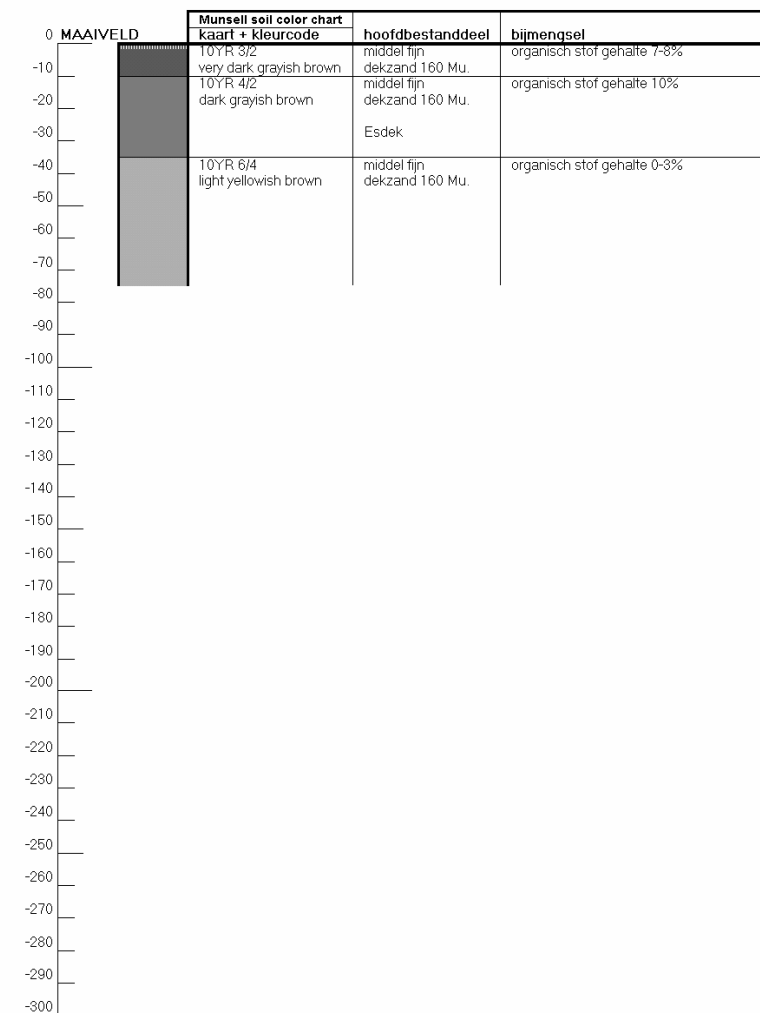 Munsell soil color chart
0 MAAIVELD kaart + kleurcode hoofdbestanddeel bijmengsel
10YR 3/2 middel fijn organisch stof gehalte 7-8%
-10 very dark grayish brown dekzand 160 Mu.
10YR 4/2 middel fijn organisch stof gehalte 10%
-20 dark grayish brown dekzand 160 Mu.
-30 Esdek
-40 10YR 6/4 middel fijn organisch stof gehalte 0-3%
light yellowish brown dekzand 160 Mu.
-50
-60
-70
-80
-90
-100
-110
-120
-130
-140
-150
-160
-170
-180
-190
-200
-210
-220
-230
-240
-250
-260
-270
-280
-290
-300